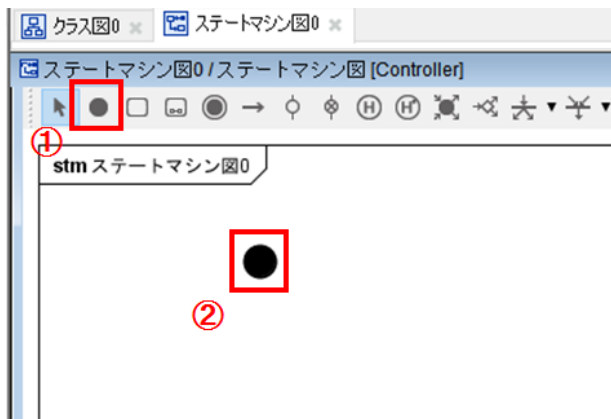 クラス図0
ステートマシン図0
ステートマシン図0 / ステートマシン図 [Controller]
H H*
①
stm ステートマシン図0
②